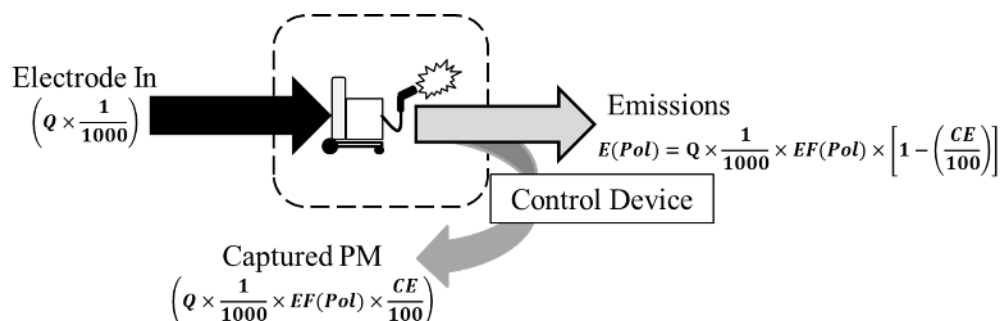 Electrode In
(Q × 1/1000)
Emissions
E(Pol) = Q × 1/1000 × EF(Pol) × [1 − (CE/100)]
Control Device
Captured PM
(Q × 1/1000 × EF(Pol) × CE/100)